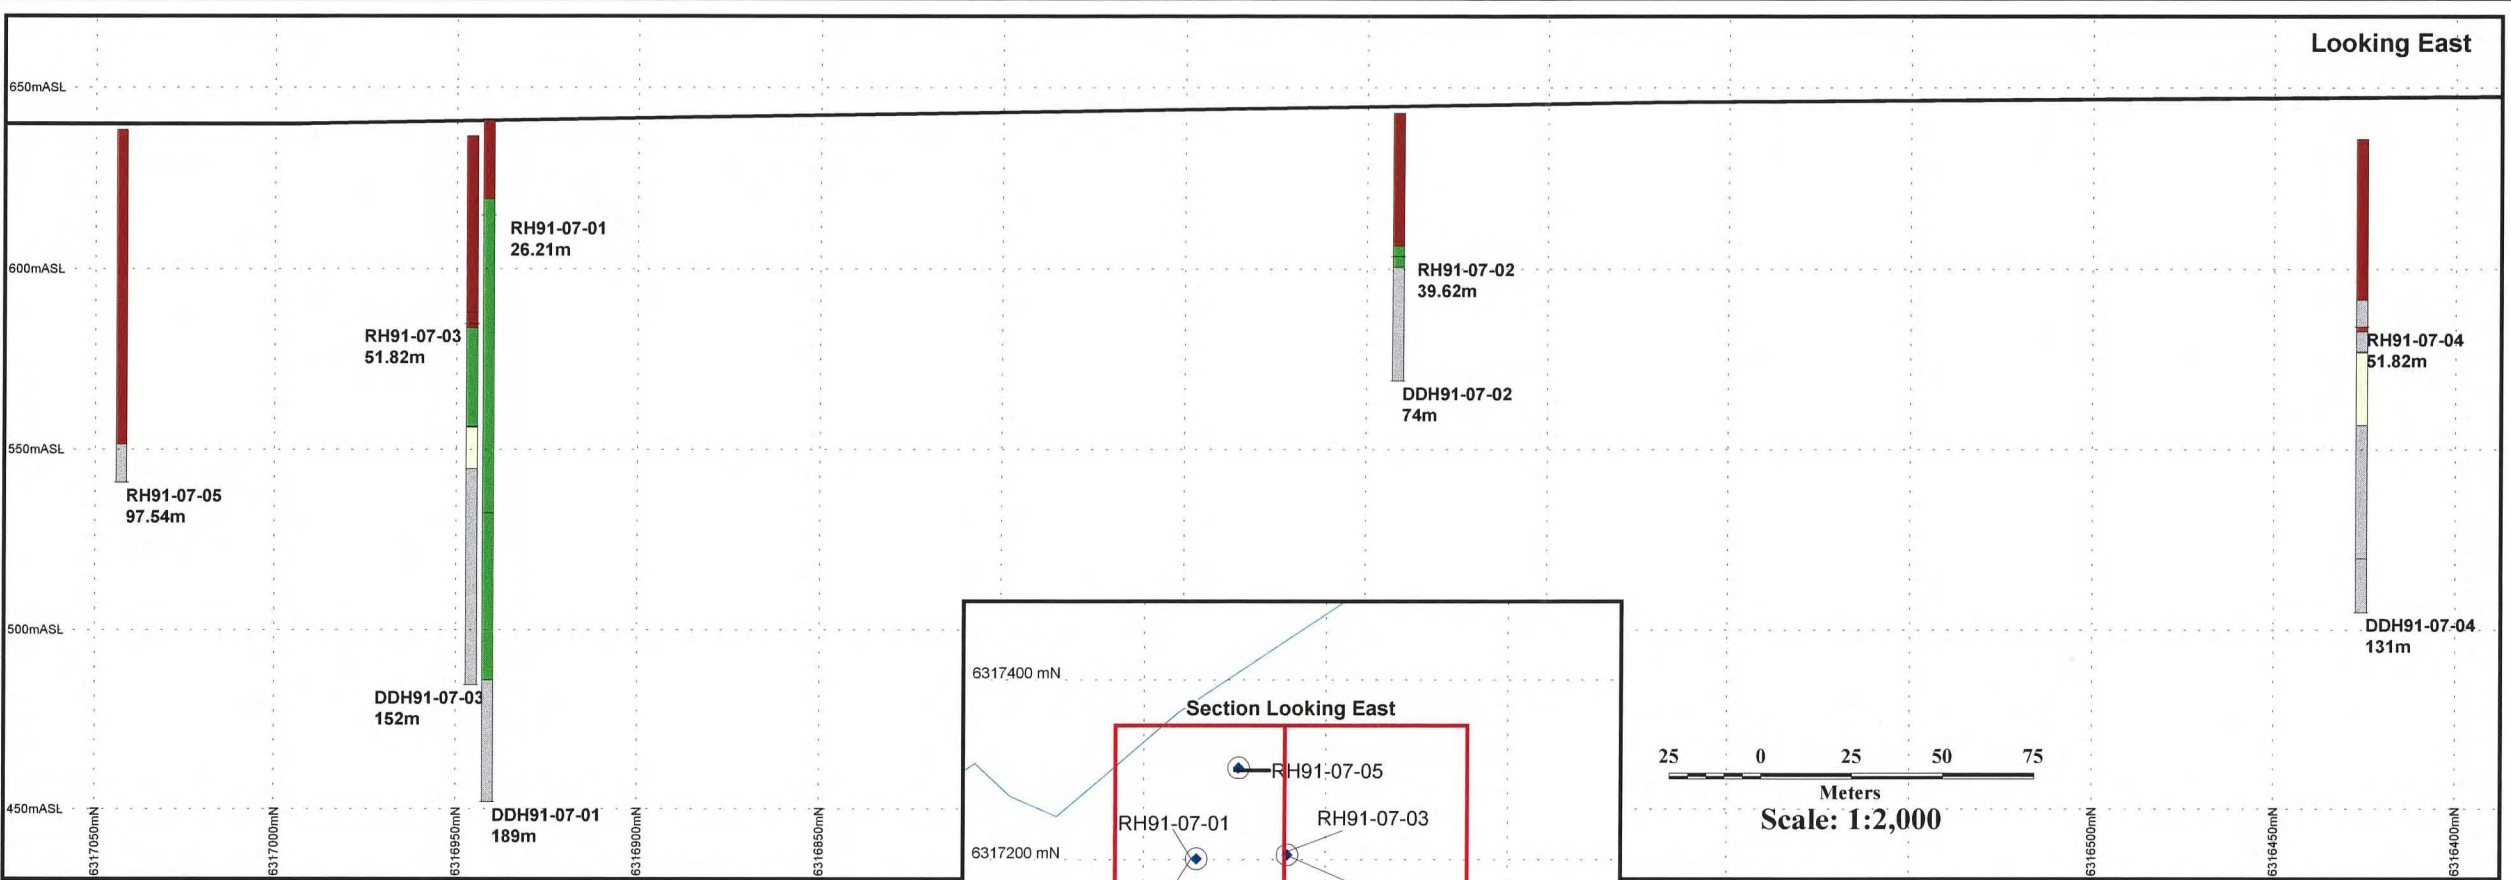 Looking East
650mASL
600mASL
550mASL
500mASL
450mASL
RH91-07-01
26.21m
RH91-07-02
39.62m
RH91-07-03
51.82m
RH91-07-04
51.82m
DDH91-07-02
74m
RH91-07-05
97.54m
DDH91-07-04
131m
DDH91-07-03
152m
DDH91-07-01
189m
6317050mN
6317000mN
6316950mN
6316900mN
6316850mN
6316500mN
6316450mN
6316400mN
6317400 mN
Section Looking East
RH91-07-05
RH91-07-01
RH91-07-03
6317200 mN
25 0 25 50 75
Meters
Scale: 1:2,000